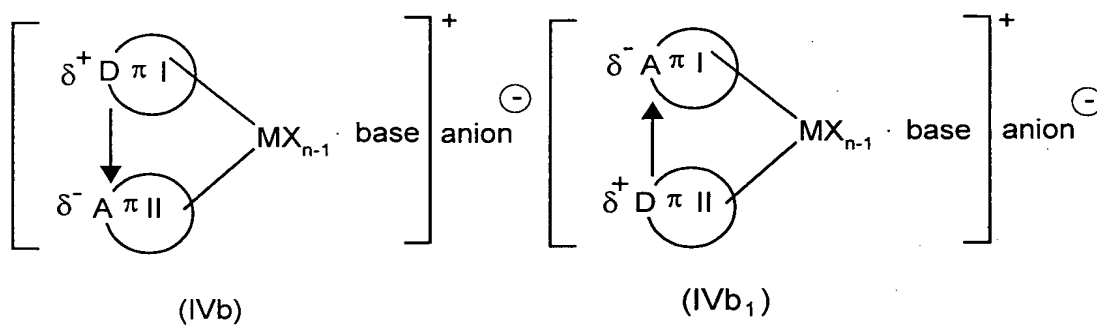 [ δ⁺ D π I δ⁻ A π II MXₙ₋₁ · base ]⁺ anion ⊖
(IVb)
[ δ⁻ A π I δ⁺ D π II MXₙ₋₁ · base ]⁺ anion ⊖
(IVb₁)